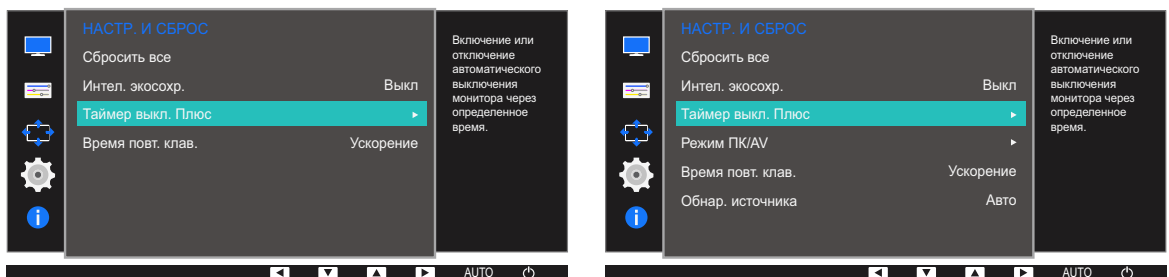 НАСТР. И СБРОС
Сбросить все
Интел. экосохр. Выкл
Таймер выкл. Плюс
Время повт. клав. Ускорение
Включение или
отключение
автоматического
выключения
монитора через
определенное
время.
AUTO
НАСТР. И СБРОС
Сбросить все
Интел. экосохр. Выкл
Таймер выкл. Плюс
Режим ПК/AV
Время повт. клав. Ускорение
Обнар. источника Авто
Включение или
отключение
автоматического
выключения
монитора через
определенное
время.
AUTO